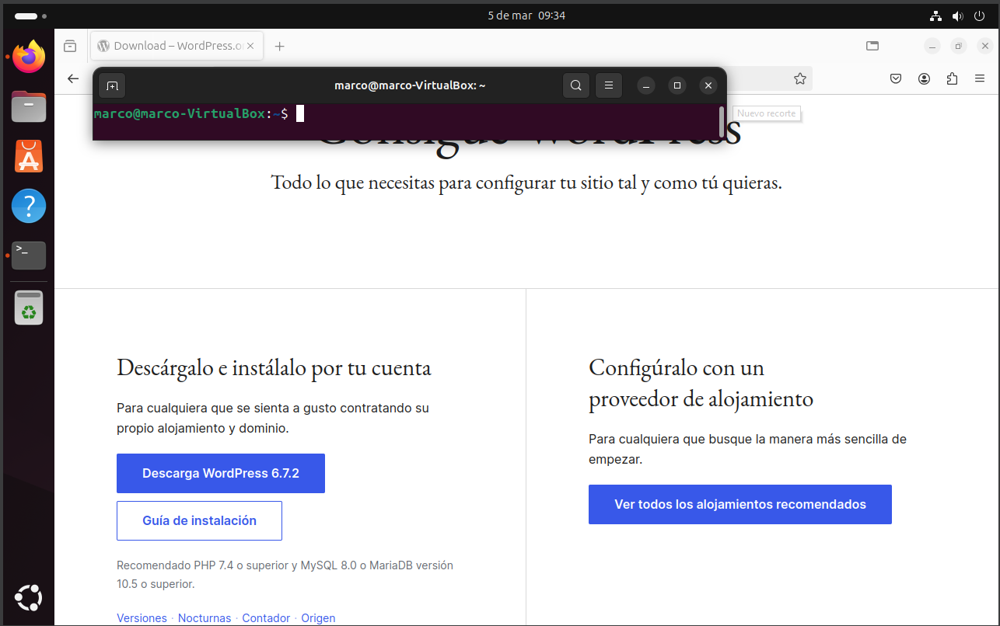 5 de mar 09:34
Download – WordPress.o
marco@marco-VirtualBox: ~
marco@marco-VirtualBox:~$
Nuevo recorte
Consigue WordPress
Todo lo que necesitas para configurar tu sitio tal y como tú quieras.
Descárgalo e instálalo por tu cuenta
Para cualquiera que se sienta a gusto contratando su
propio alojamiento y dominio.
Descarga WordPress 6.7.2
Guía de instalación
Recomendado PHP 7.4 o superior y MySQL 8.0 o MariaDB versión
10.5 o superior.
Versiones · Nocturnas · Contador · Origen
Configúralo con un
proveedor de alojamiento
Para cualquiera que busque la manera más sencilla de
empezar.
Ver todos los alojamientos recomendados